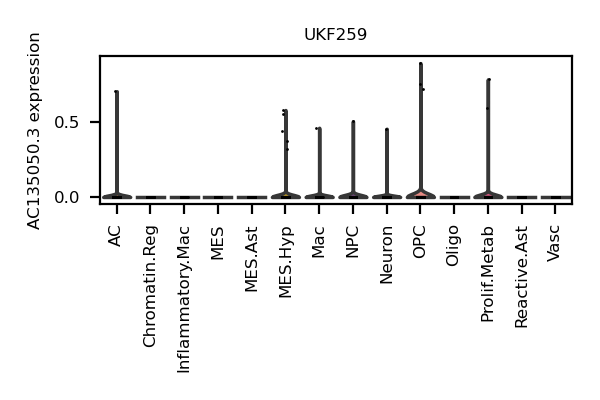 UKF259
AC135050.3 expression
0.5
0.0
AC
Chromatin.Reg
Inflammatory.Mac
MES
MES.Ast
MES.Hyp
Mac
NPC
Neuron
OPC
Oligo
Prolif.Metab
Reactive.Ast
Vasc